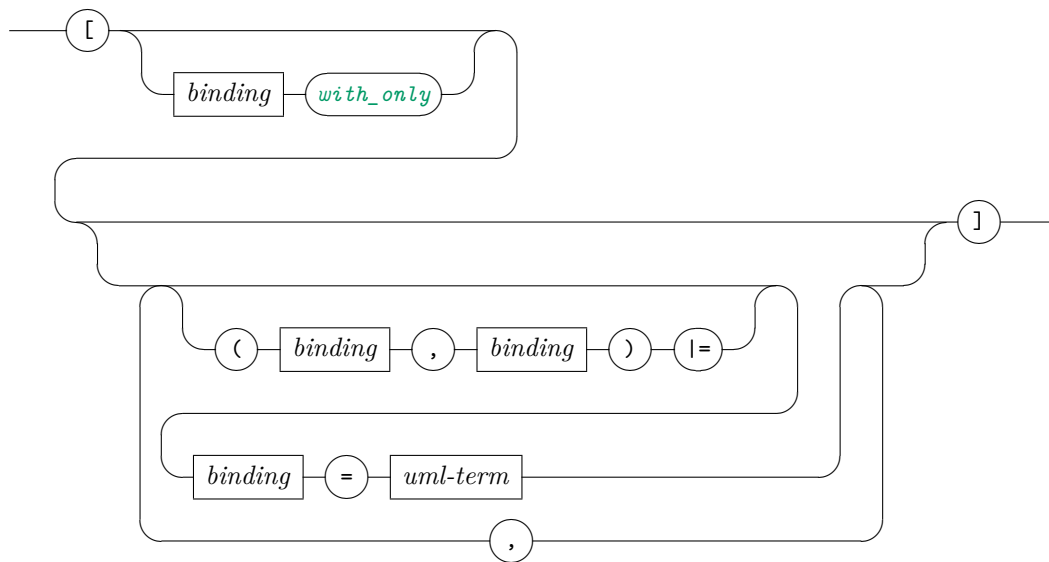 [
binding with_only
]
( binding , binding ) |=
binding = uml-term
,